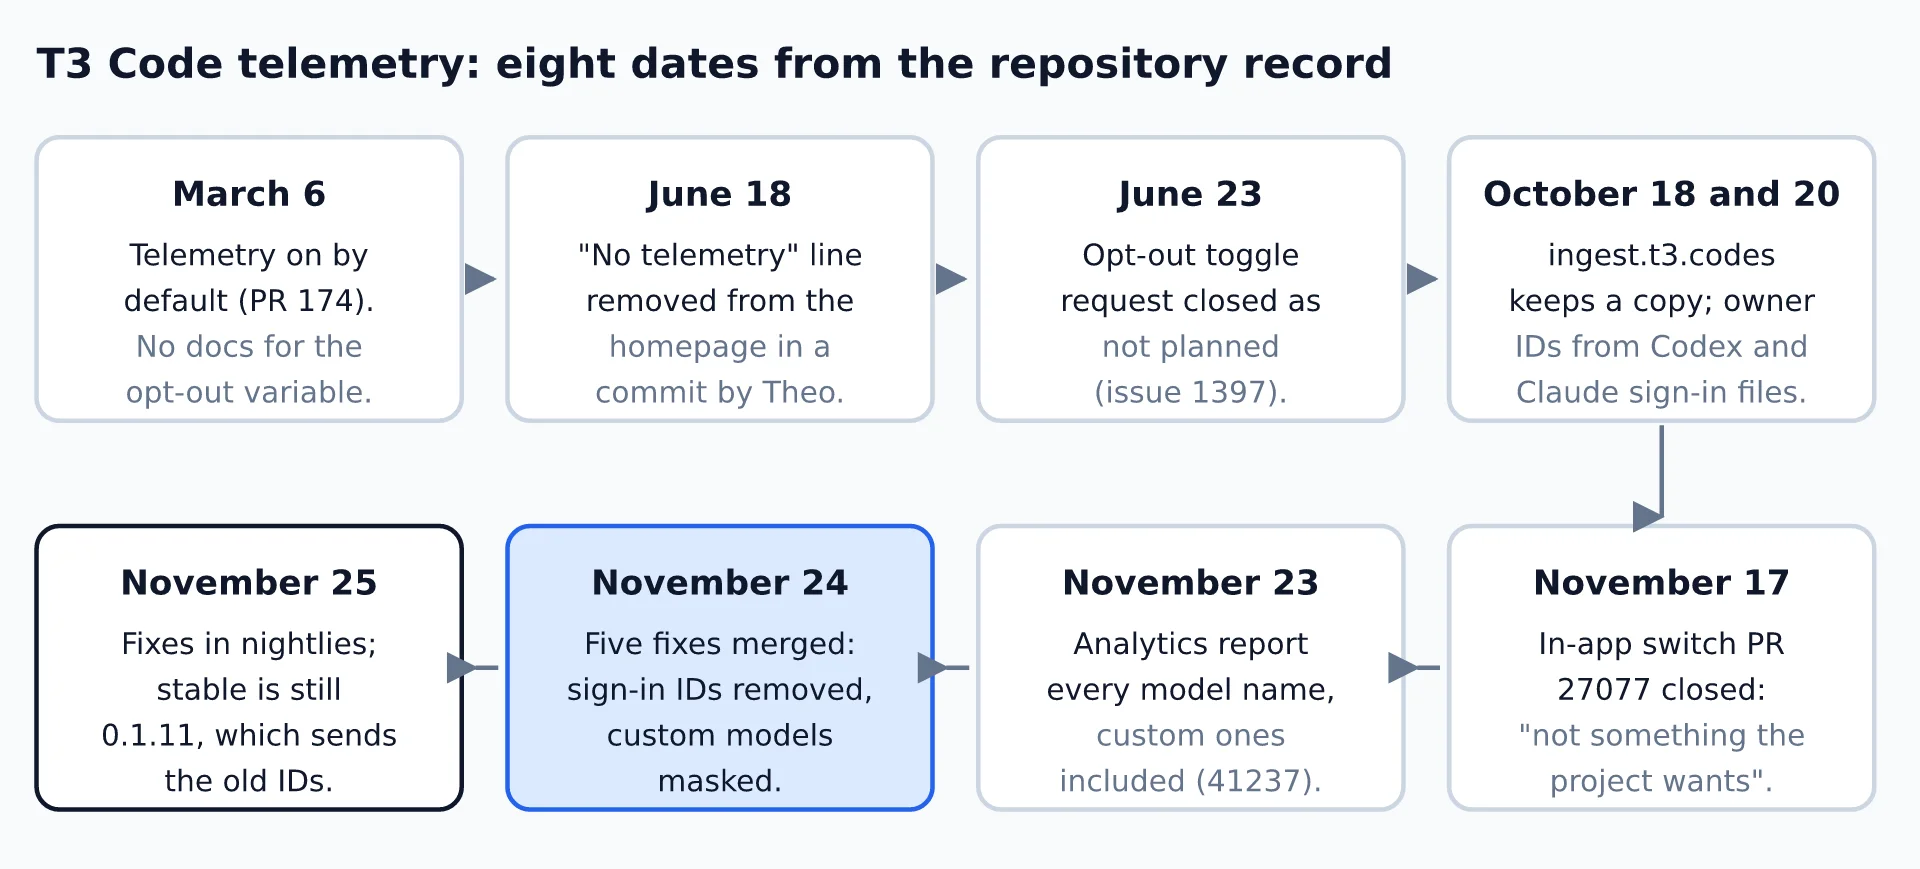 T3 Code telemetry: eight dates from the repository record
March 6
Telemetry on by
default (PR 174).
No docs for the
opt-out variable.
June 18
"No telemetry" line
removed from the
homepage in a
commit by Theo.
June 23
Opt-out toggle
request closed as
not planned
(issue 1397).
October 18 and 20
ingest.t3.codes
keeps a copy; owner
IDs from Codex and
Claude sign-in files.
November 17
In-app switch PR
27077 closed:
"not something the
project wants".
November 23
Analytics report
every model name,
custom ones
included (41237).
November 24
Five fixes merged:
sign-in IDs removed,
custom models
masked.
November 25
Fixes in nightlies;
stable is still
0.1.11, which sends
the old IDs.